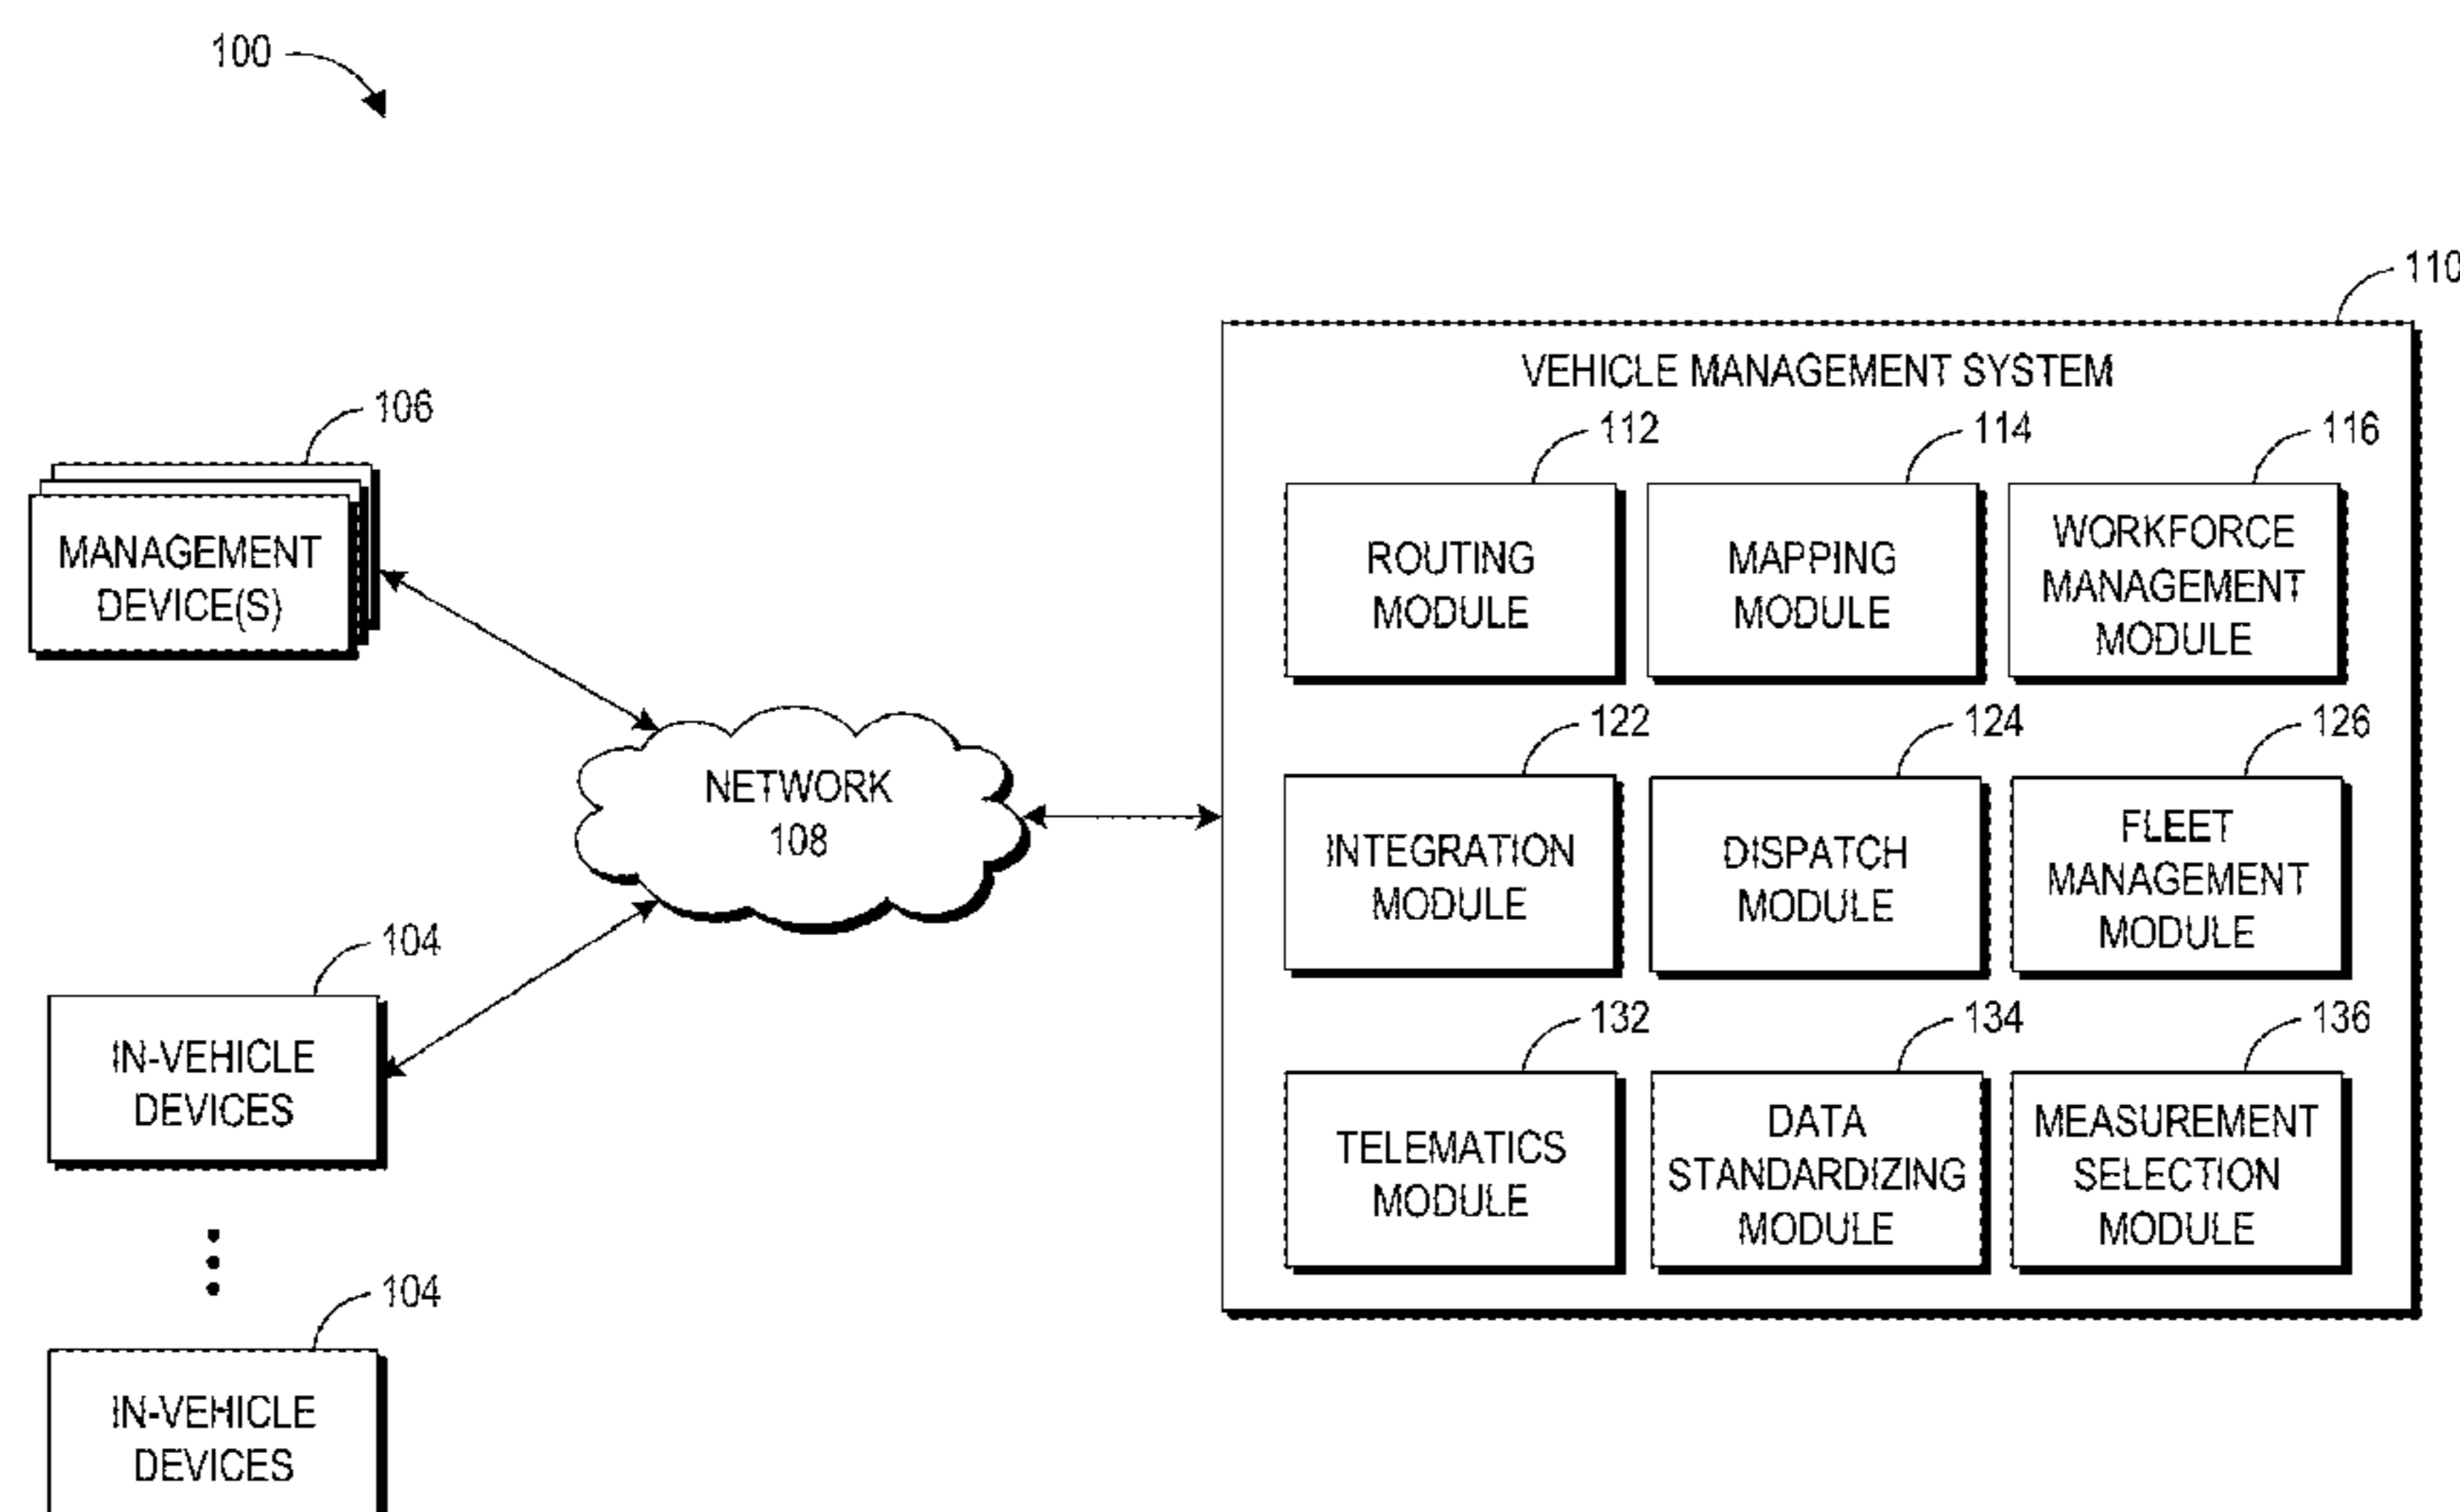 100
110
VEHICLE MANAGEMENT SYSTEM
106
112
114
116
MANAGEMENT
DEVICE(S)
ROUTING
MODULE
MAPPING
MODULE
WORKFORCE
MANAGEMENT
MODULE
NETWORK
108
122
124
126
INTEGRATION
MODULE
DISPATCH
MODULE
FLEET
MANAGEMENT
MODULE
104
IN-VEHICLE
DEVICES
132
134
136
TELEMATICS
MODULE
DATA
STANDARDIZING
MODULE
MEASUREMENT
SELECTION
MODULE
104
IN-VEHICLE
DEVICES